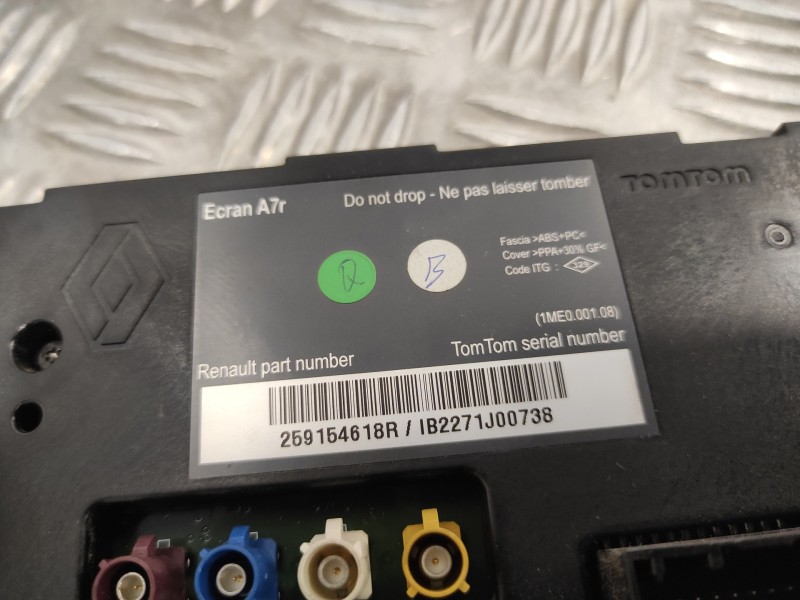 TOMTOM
Ecran A7r
Do not drop - Ne pas laisser tomber
Fascia >ABS+PC<
Cover >PPA+30% GF<
Code ITG : 329
(1ME0.001.08)
Renault part number
TomTom serial number
259154618R / IB2271J00738